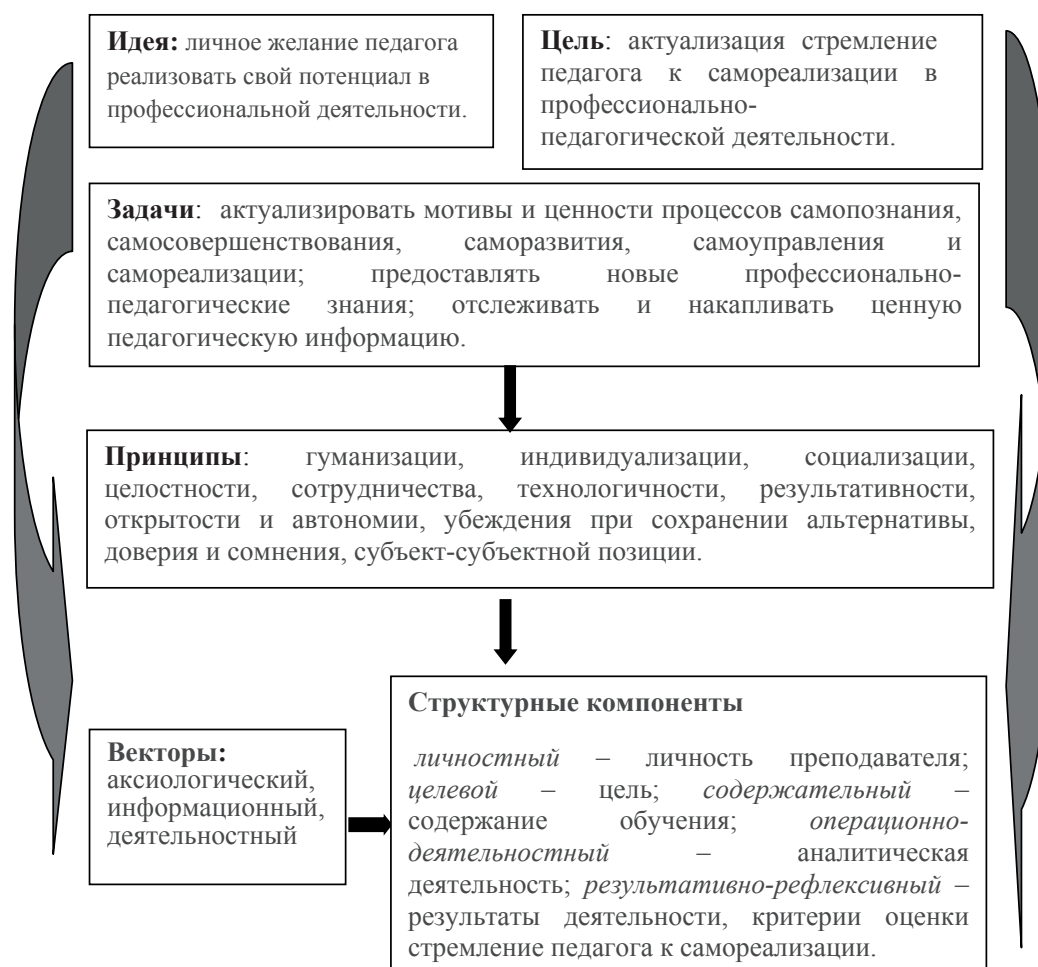 Идея: личное желание педагога
реализовать свой потенциал в
профессиональной деятельности.
Цель: актуализация стремление
педагога к самореализации в
профессионально-
педагогической деятельности.
Задачи: актуализировать мотивы и ценности процессов самопознания,
самосовершенствования, саморазвития, самоуправления и
самореализации; предоставлять новые профессионально-
педагогические знания; отслеживать и накапливать ценную
педагогическую информацию.
Принципы: гуманизации, индивидуализации, социализации,
целостности, сотрудничества, технологичности, результативности,
открытости и автономии, убеждения при сохранении альтернативы,
доверия и сомнения, субъект-субъектной позиции.
Векторы:
аксиологический,
информационный,
деятельностный
Структурные компоненты
личностный – личность преподавателя;
целевой – цель; содержательный –
содержание обучения; операционно-
деятельностный – аналитическая
деятельность; результативно-рефлексивный –
результаты деятельности, критерии оценки
стремление педагога к самореализации.